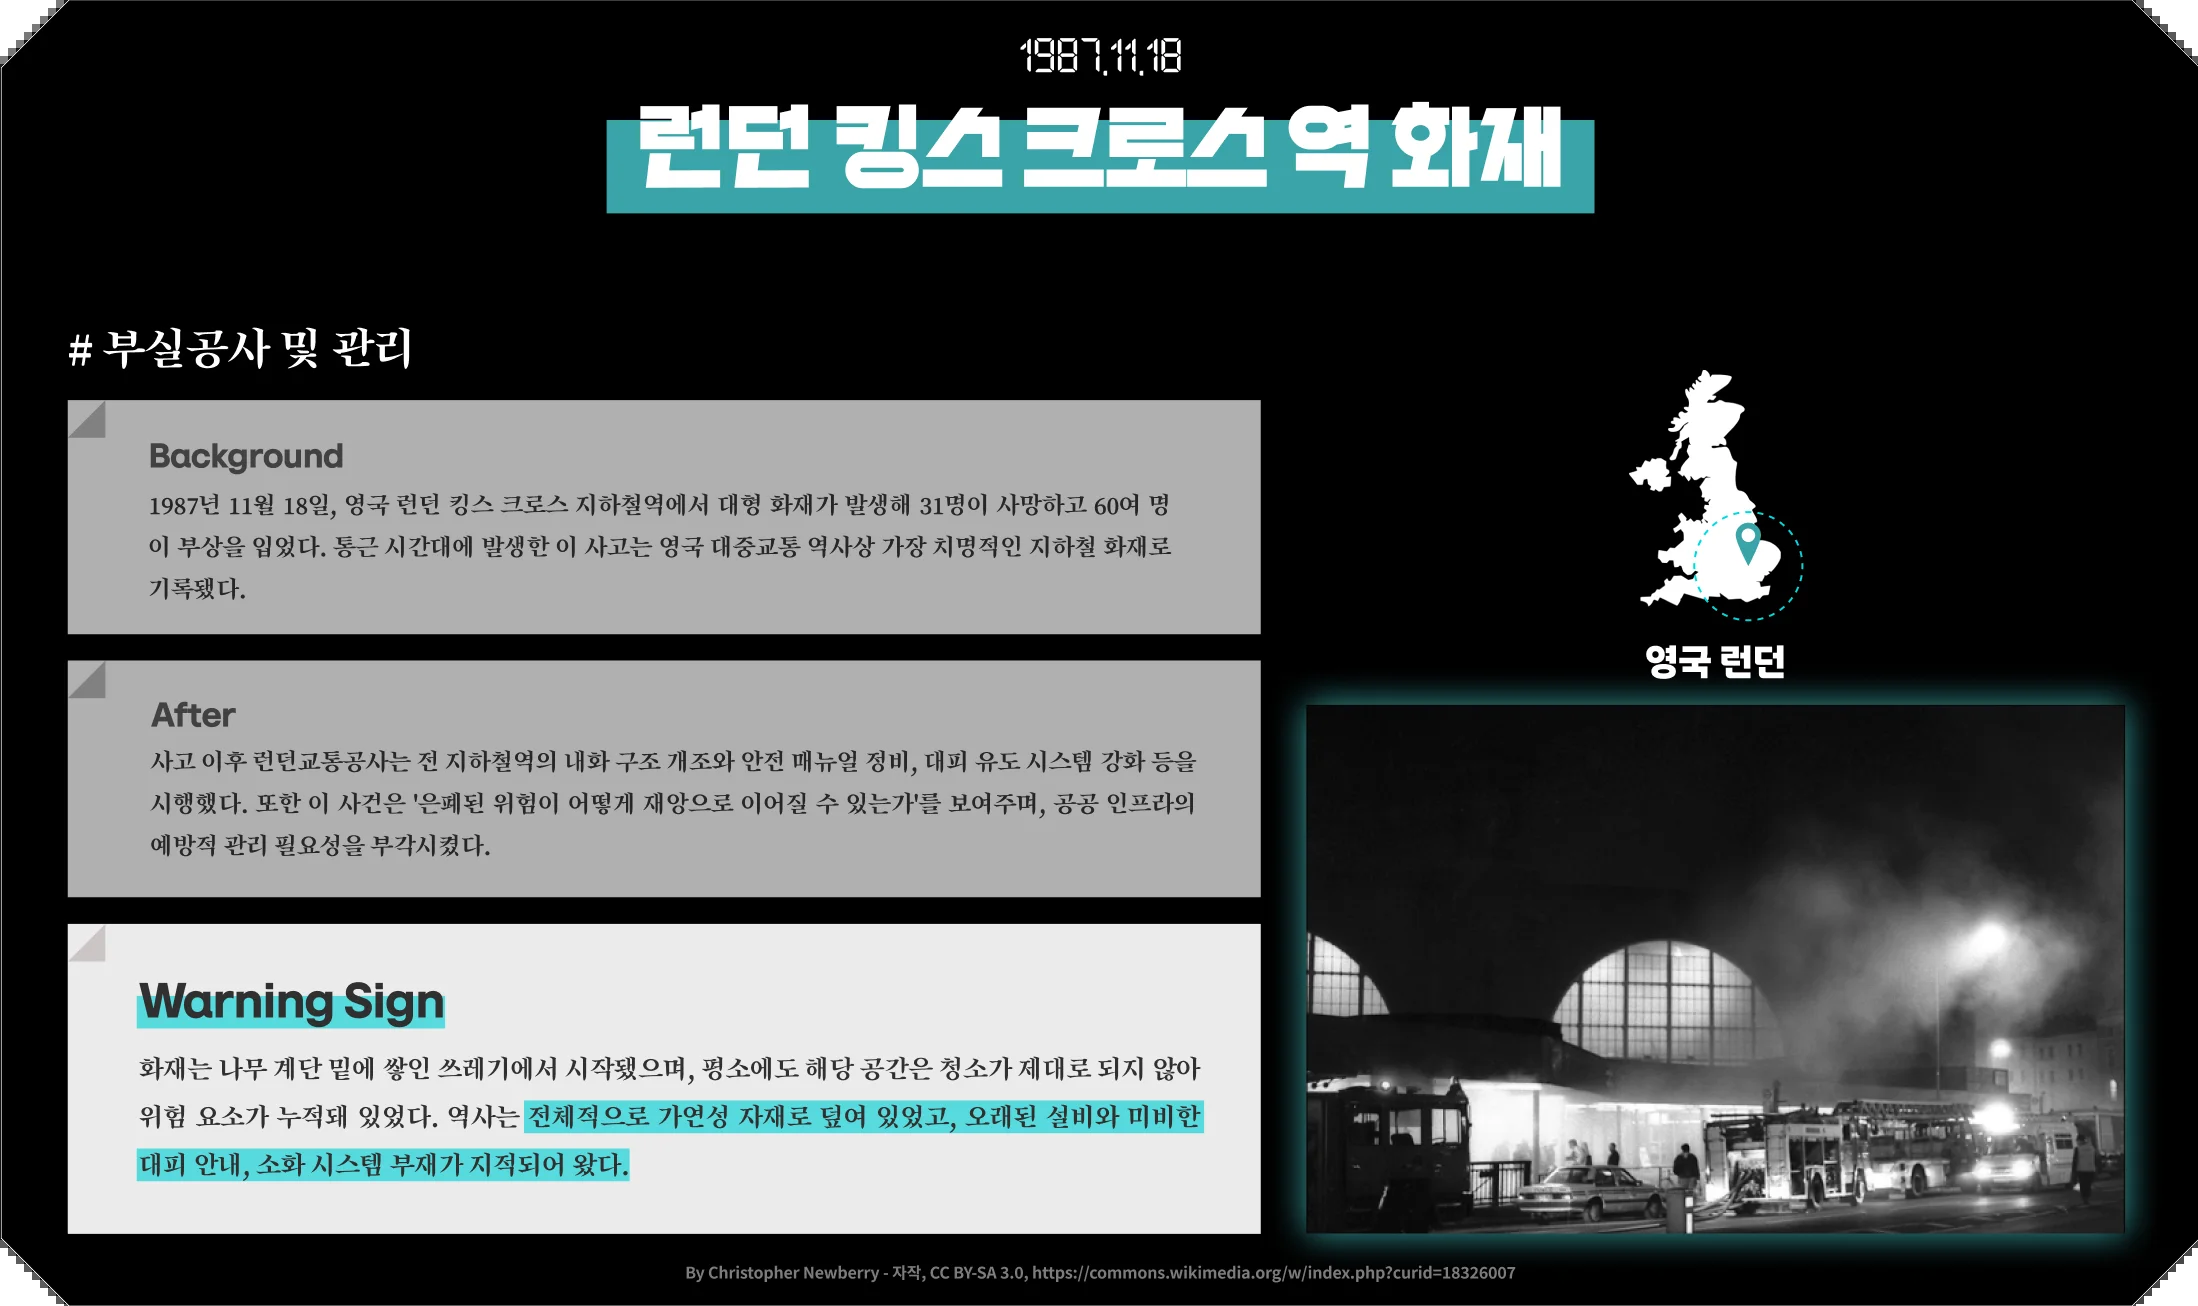 1987.11.18
런던 킹스 크로스 역 화재
# 부실공사 및 관리
Background
1987년 11월 18일, 영국 런던 킹스 크로스 지하철역에서 대형 화재가 발생해 31명이 사망하고 60여 명
이 부상을 입었다. 통근 시간대에 발생한 이 사고는 영국 대중교통 역사상 가장 치명적인 지하철 화재로
기록됐다.
After
사고 이후 런던교통공사는 전 지하철역의 내화 구조 개조와 안전 매뉴얼 정비, 대피 유도 시스템 강화 등을
시행했다. 또한 이 사건은 '은폐된 위험이 어떻게 재앙으로 이어질 수 있는가'를 보여주며, 공공 인프라의
예방적 관리 필요성을 부각시켰다.
Warning Sign
화재는 나무 계단 밑에 쌓인 쓰레기에서 시작됐으며, 평소에도 해당 공간은 청소가 제대로 되지 않아
위험 요소가 누적돼 있었다. 역사는 전체적으로 가연성 자재로 덮여 있었고, 오래된 설비와 미비한
대피 안내, 소화 시스템 부재가 지적되어 왔다.
영국 런던
By Christopher Newberry - 자작, CC BY-SA 3.0, https://commons.wikimedia.org/w/index.php?curid=18326007